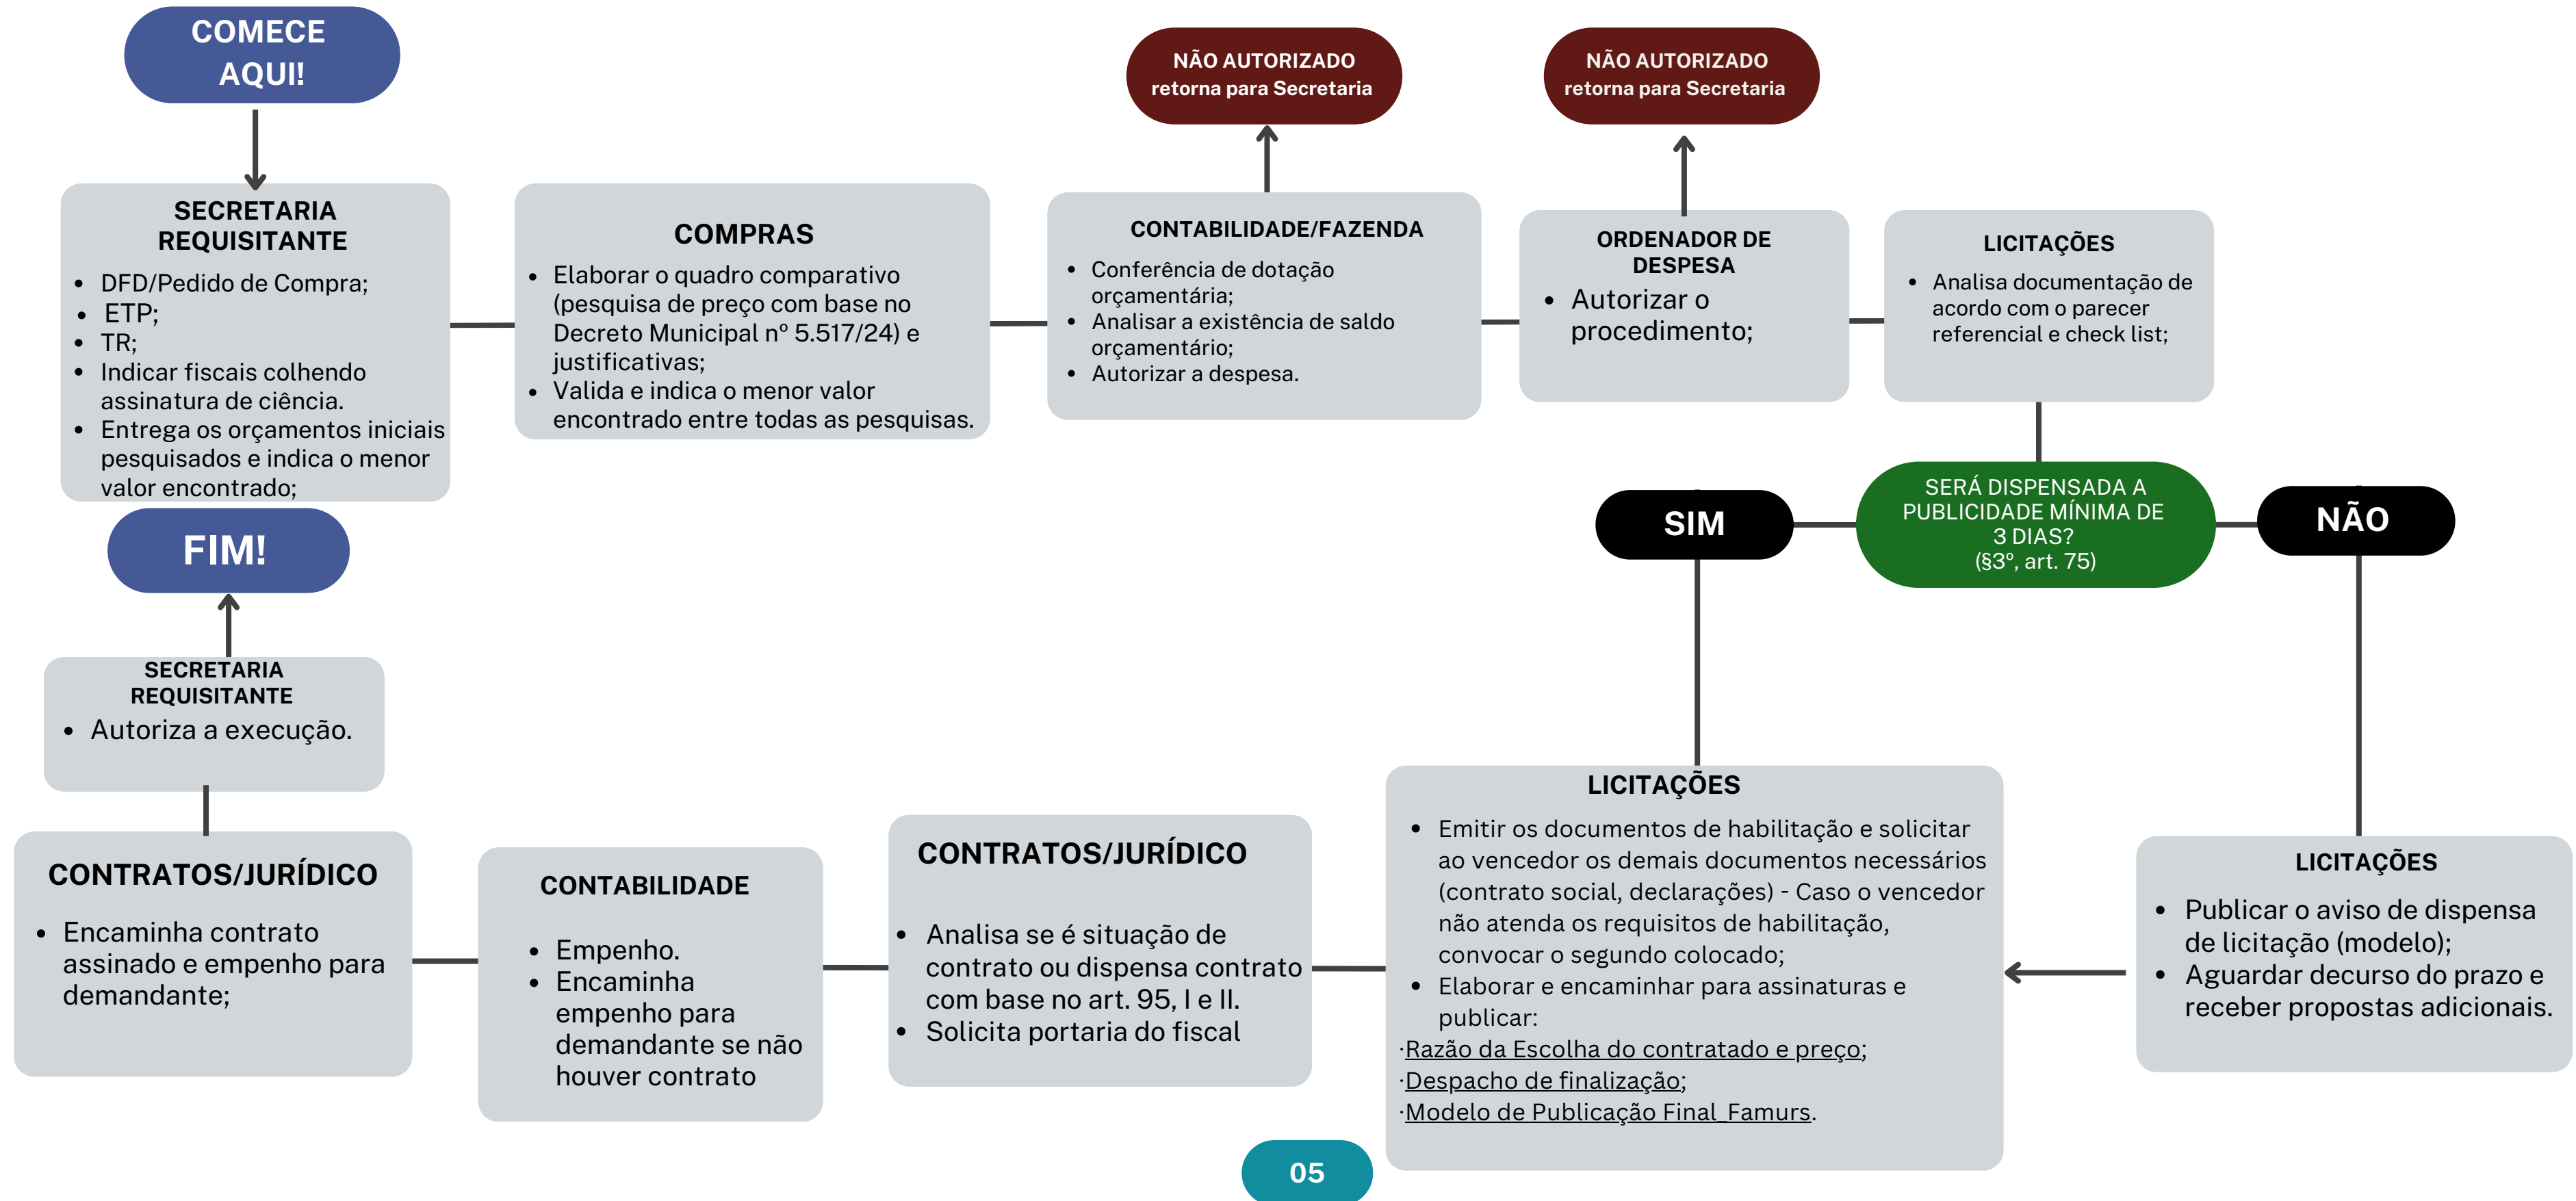 COMECE
AQUI!
SECRETARIA
REQUISITANTE
• DFD/Pedido de Compra;
• ETP;
• TR;
• Indicar fiscais colhendo
assinatura de ciência.
• Entrega os orçamentos iniciais
pesquisados e indica o menor
valor encontrado;
COMPRAS
• Elaborar o quadro comparativo
(pesquisa de preço com base no
Decreto Municipal nº 5.517/24) e
justificativas;
• Valida e indica o menor valor
encontrado entre todas as pesquisas.
NÃO AUTORIZADO
retorna para Secretaria
CONTABILIDADE/FAZENDA
• Conferência de dotação
orçamentária;
• Analisar a existência de saldo
orçamentário;
• Autorizar a despesa.
NÃO AUTORIZADO
retorna para Secretaria
ORDENADOR DE
DESPESA
• Autorizar o
procedimento;
LICITAÇÕES
• Analisa documentação de
acordo com o parecer
referencial e check list;
SERÁ DISPENSADA A
PUBLICIDADE MÍNIMA DE
3 DIAS?
(§3º, art. 75)
SIM
NÃO
LICITAÇÕES
• Publicar o aviso de dispensa
de licitação (modelo);
• Aguardar decurso do prazo e
receber propostas adicionais.
LICITAÇÕES
• Emitir os documentos de habilitação e solicitar
ao vencedor os demais documentos necessários
(contrato social, declarações) - Caso o vencedor
não atenda os requisitos de habilitação,
convocar o segundo colocado;
• Elaborar e encaminhar para assinaturas e
publicar:
·Razão da Escolha do contratado e preço;
·Despacho de finalização;
·Modelo de Publicação Final_Famurs.
CONTRATOS/JURÍDICO
• Analisa se é situação de
contrato ou dispensa contrato
com base no art. 95, I e II.
• Solicita portaria do fiscal
CONTABILIDADE
• Empenho.
• Encaminha
empenho para
demandante se não
houver contrato
CONTRATOS/JURÍDICO
• Encaminha contrato
assinado e empenho para
demandante;
SECRETARIA
REQUISITANTE
• Autoriza a execução.
FIM!
05